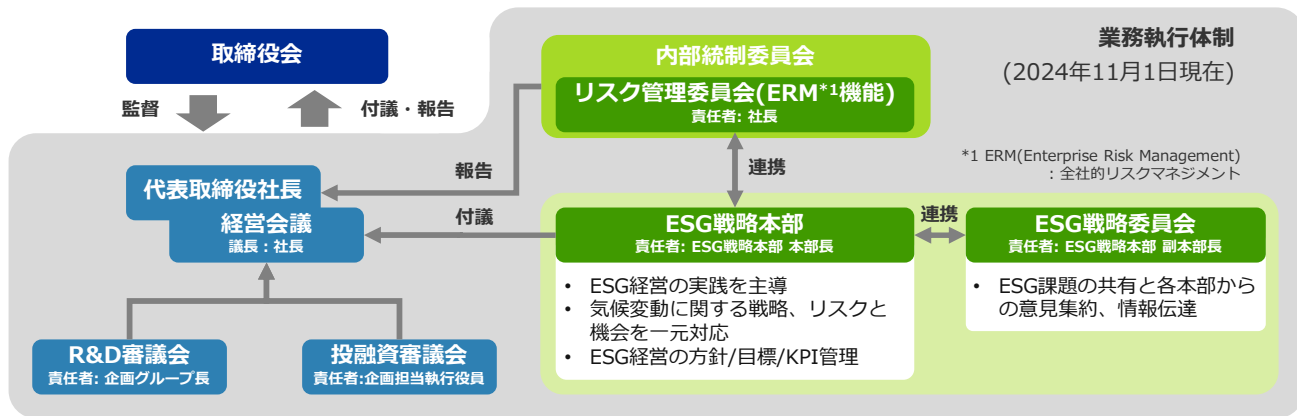 取締役会
監督
付議・報告
内部統制委員会
リスク管理委員会(ERM*1機能)
責任者: 社長
業務執行体制
(2024年11月1日現在)
*1 ERM(Enterprise Risk Management)
: 全社的リスクマネジメント
報告
連携
代表取締役社長
経営会議
議長：社長
付議
ESG戦略本部
責任者: ESG戦略本部 本部長
• ESG経営の実践を主導
• 気候変動に関する戦略、リスクと
機会を一元対応
• ESG経営の方針/目標/KPI管理
連携
ESG戦略委員会
責任者: ESG戦略本部 副本部長
• ESG課題の共有と各本部から
の意見集約、情報伝達
R&D審議会
責任者: 企画グループ長
投融資審議会
責任者:企画担当執行役員